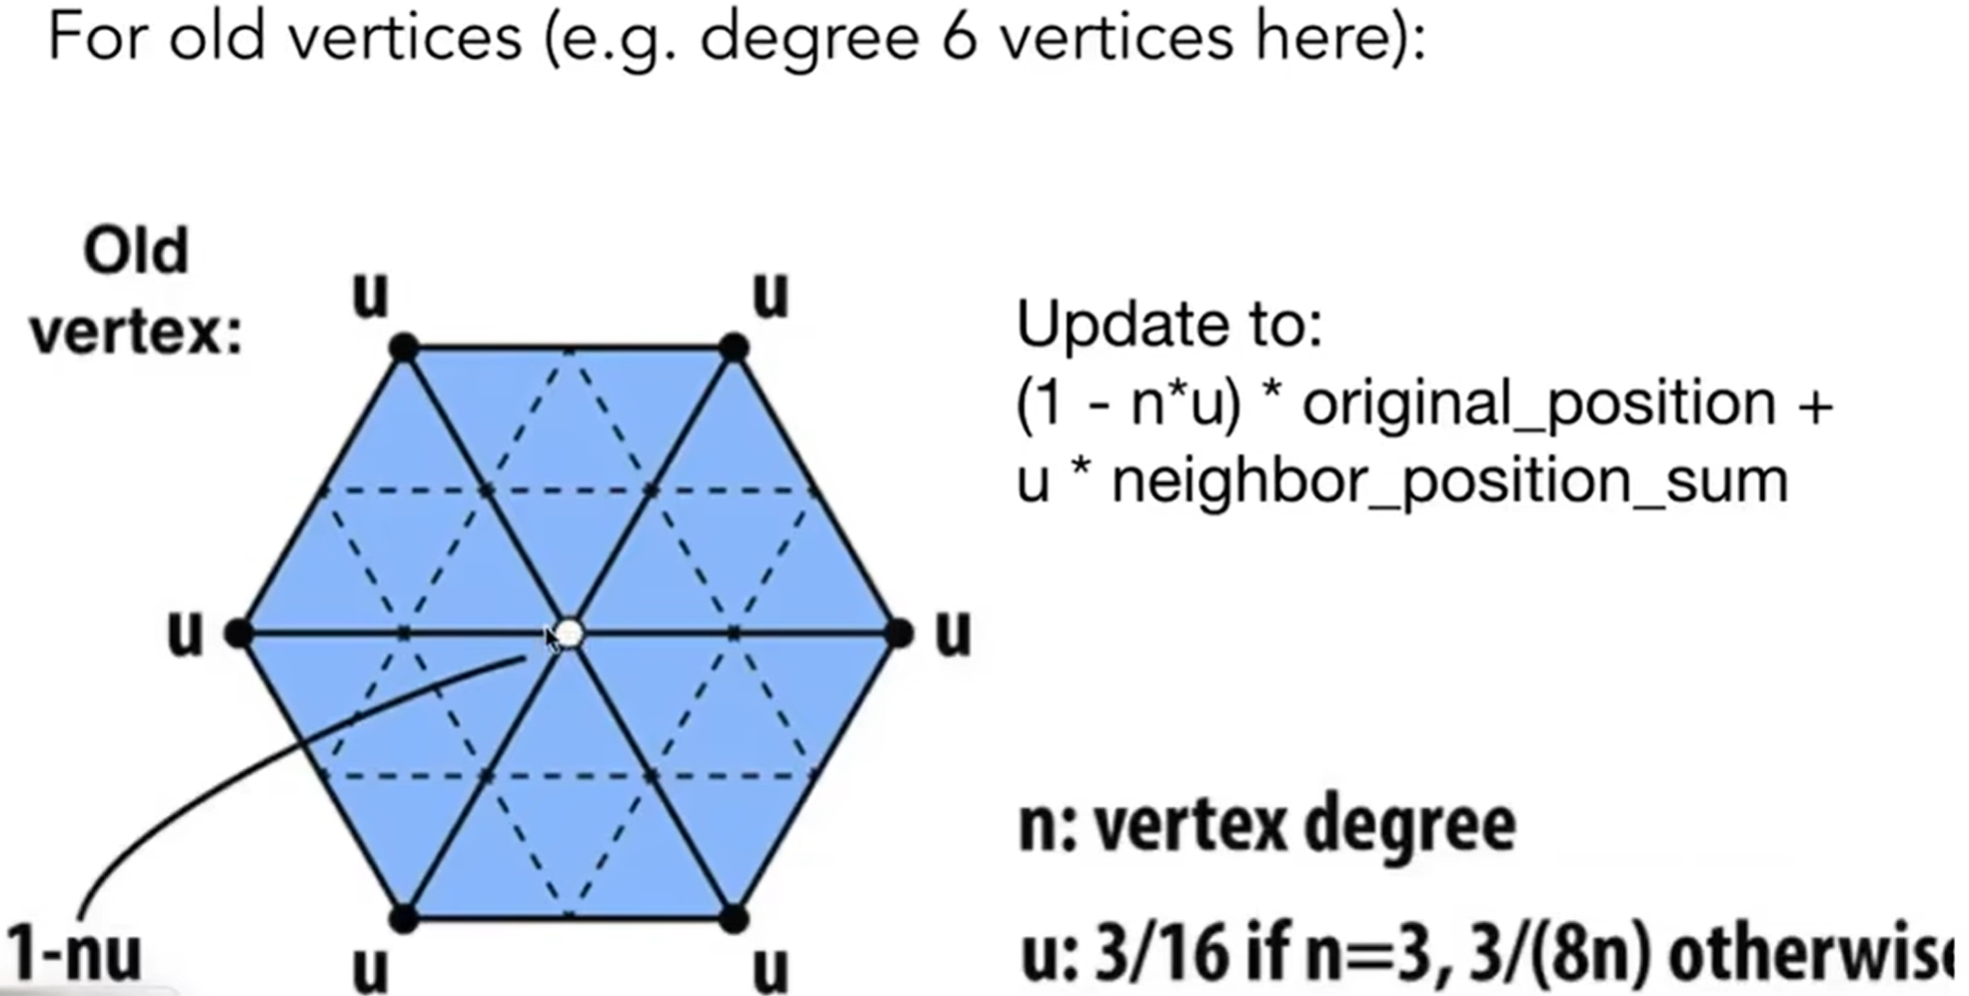 For old vertices (e.g. degree 6 vertices here):
Old
vertex:
u
u
u
u
1-nu
u
u
Update to:
(1 - n*u) * original_position +
u * neighbor_position_sum
n: vertex degree
u: 3/16 if n=3, 3/(8n) otherwise